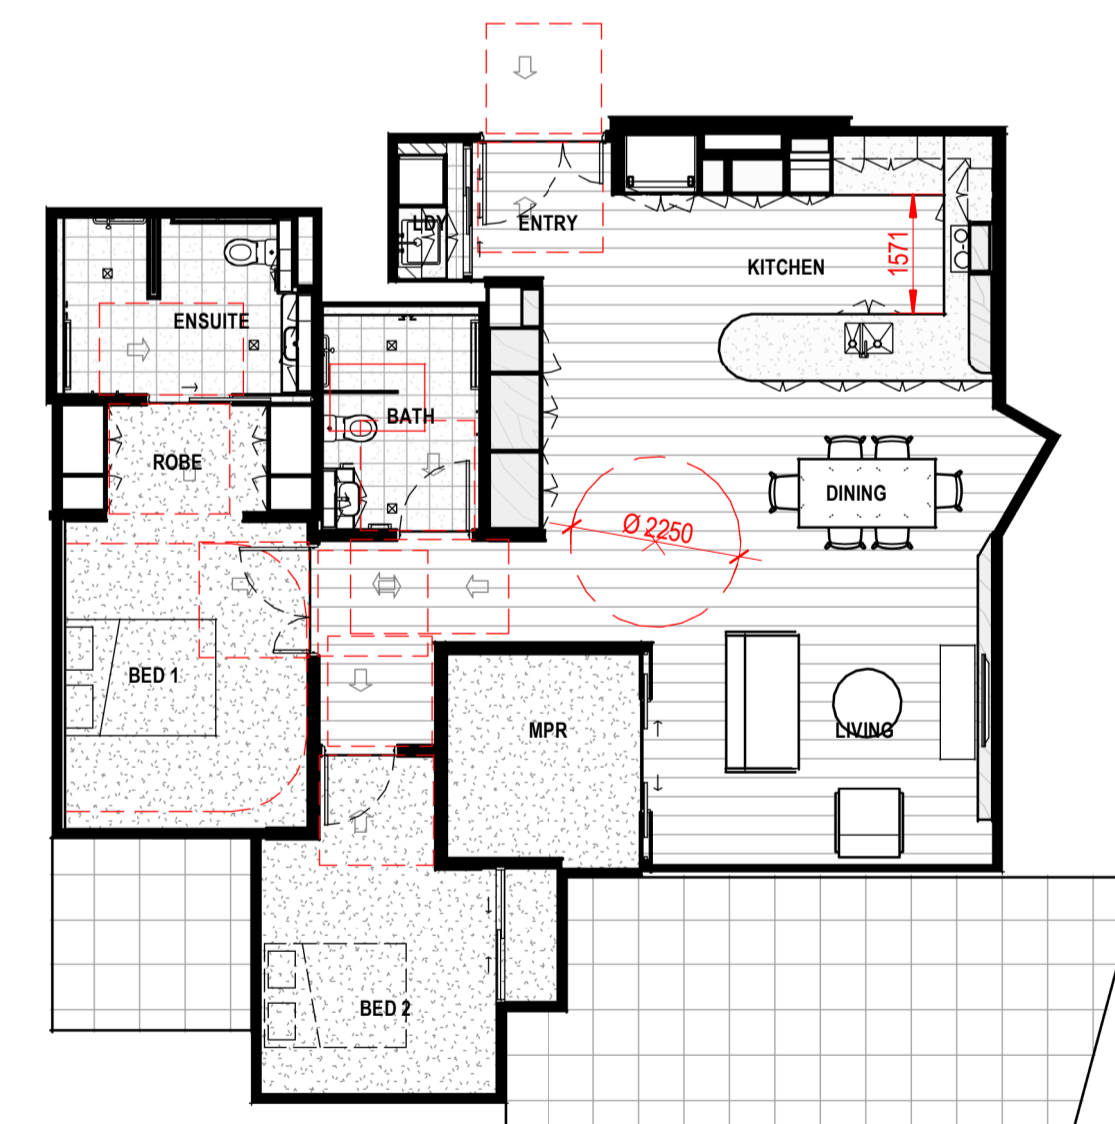 LDY
ENTRY
1571
KITCHEN
ENSUITE
BATH
ROBE
DINING
Ø 2250
BED 1
MPR
LIVING
BED 2